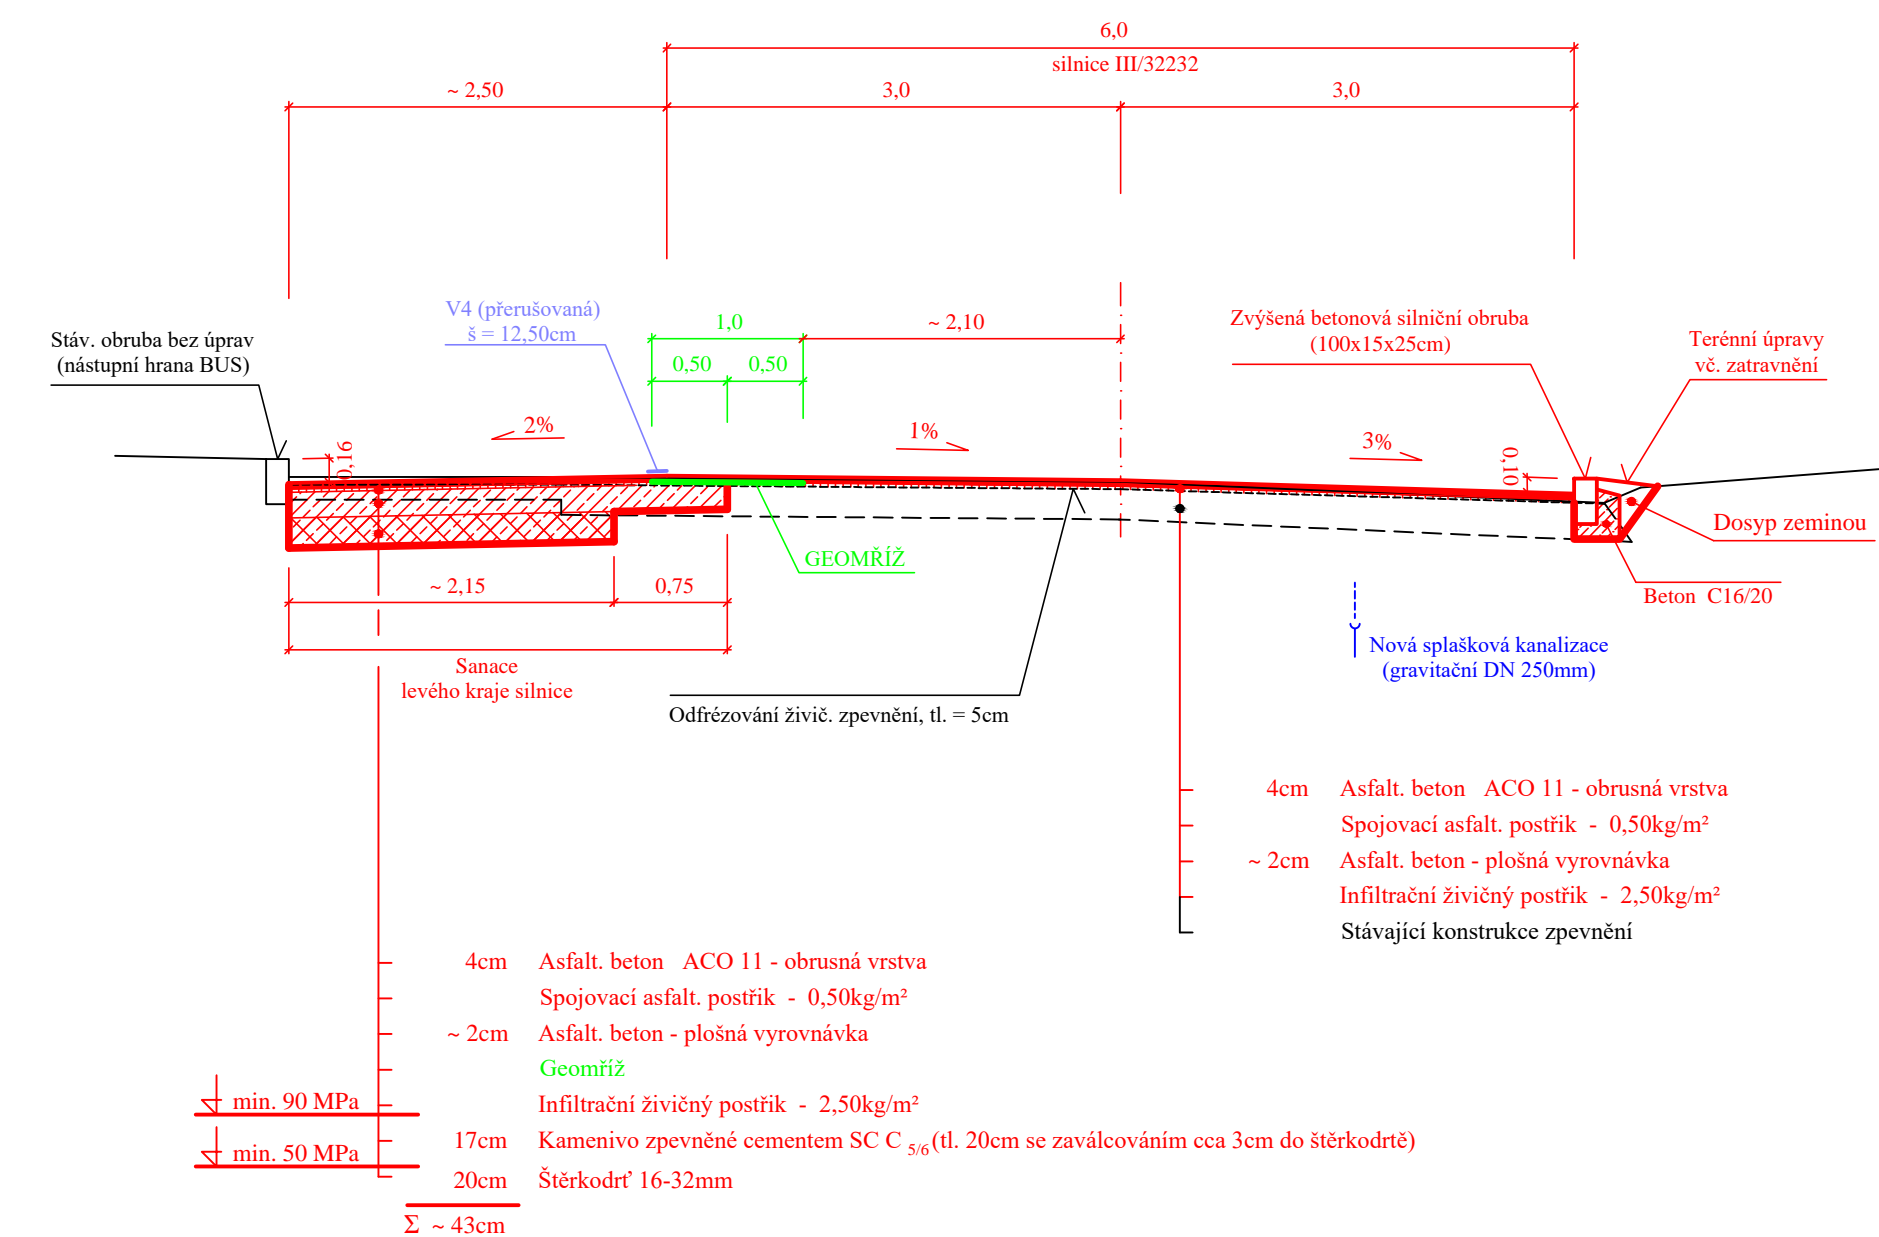 6,0
silnice III/32232
~ 2,50
3,0
3,0
V4 (přerušovaná)
š = 12,50cm
1,0
~ 2,10
0,50
0,50
Zvýšená betonová silniční obruba
(100x15x25cm)
Terénní úpravy
vč. zatravnění
Stáv. obruba bez úprav
(nástupní hrana BUS)
2%
1%
3%
0,16
0,10
Dosyp zeminou
GEOMŘÍŽ
Beton C16/20
~ 2,15
0,75
Nová splašková kanalizace
(gravitační DN 250mm)
Sanace
levého kraje silnice
Odfrézování živič. zpevnění, tl. = 5cm
4cm Asfalt. beton ACO 11 - obrusná vrstva
Spojovací asfalt. postřik - 0,50kg/m²
~ 2cm Asfalt. beton - plošná vyrovnávka
Infiltrační živičný postřik - 2,50kg/m²
Stávající konstrukce zpevnění
4cm Asfalt. beton ACO 11 - obrusná vrstva
Spojovací asfalt. postřik - 0,50kg/m²
~ 2cm Asfalt. beton - plošná vyrovnávka
Geomříž
Infiltrační živičný postřik - 2,50kg/m²
min. 90 MPa
17cm Kamenivo zpevněné cementem SC C 5/6 (tl. 20cm se zaválcováním cca 3cm do štěrkodrtě)
min. 50 MPa
20cm Štěrkodrť 16-32mm
Σ ~ 43cm